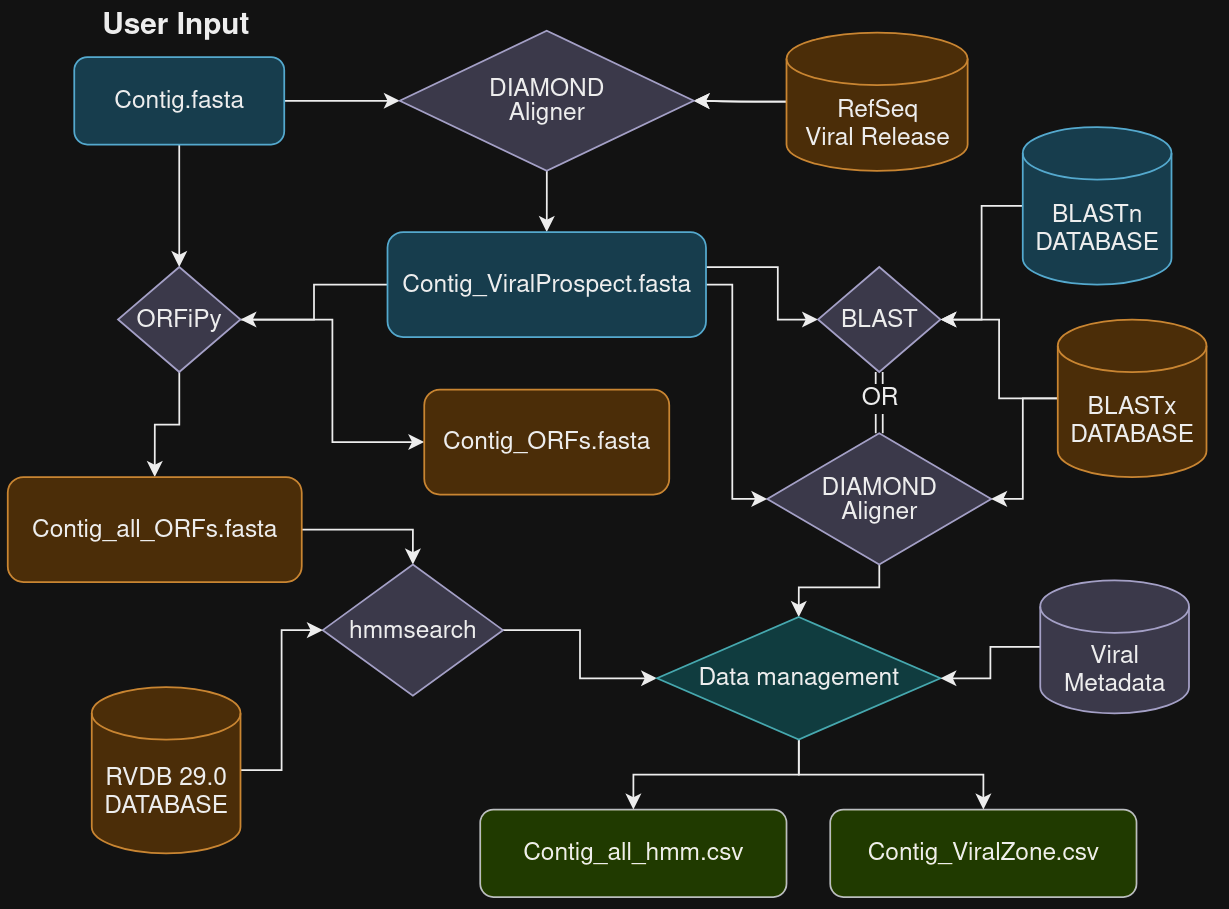 User Input
Contig.fasta
DIAMOND
Aligner
RefSeq
Viral Release
BLASTn
DATABASE
Contig_ViralProspect.fasta
ORFiPy
BLAST
OR
BLASTx
DATABASE
Contig_ORFs.fasta
DIAMOND
Aligner
Contig_all_ORFs.fasta
hmmsearch
Viral
Metadata
Data management
RVDB 29.0
DATABASE
Contig_all_hmm.csv
Contig_ViralZone.csv